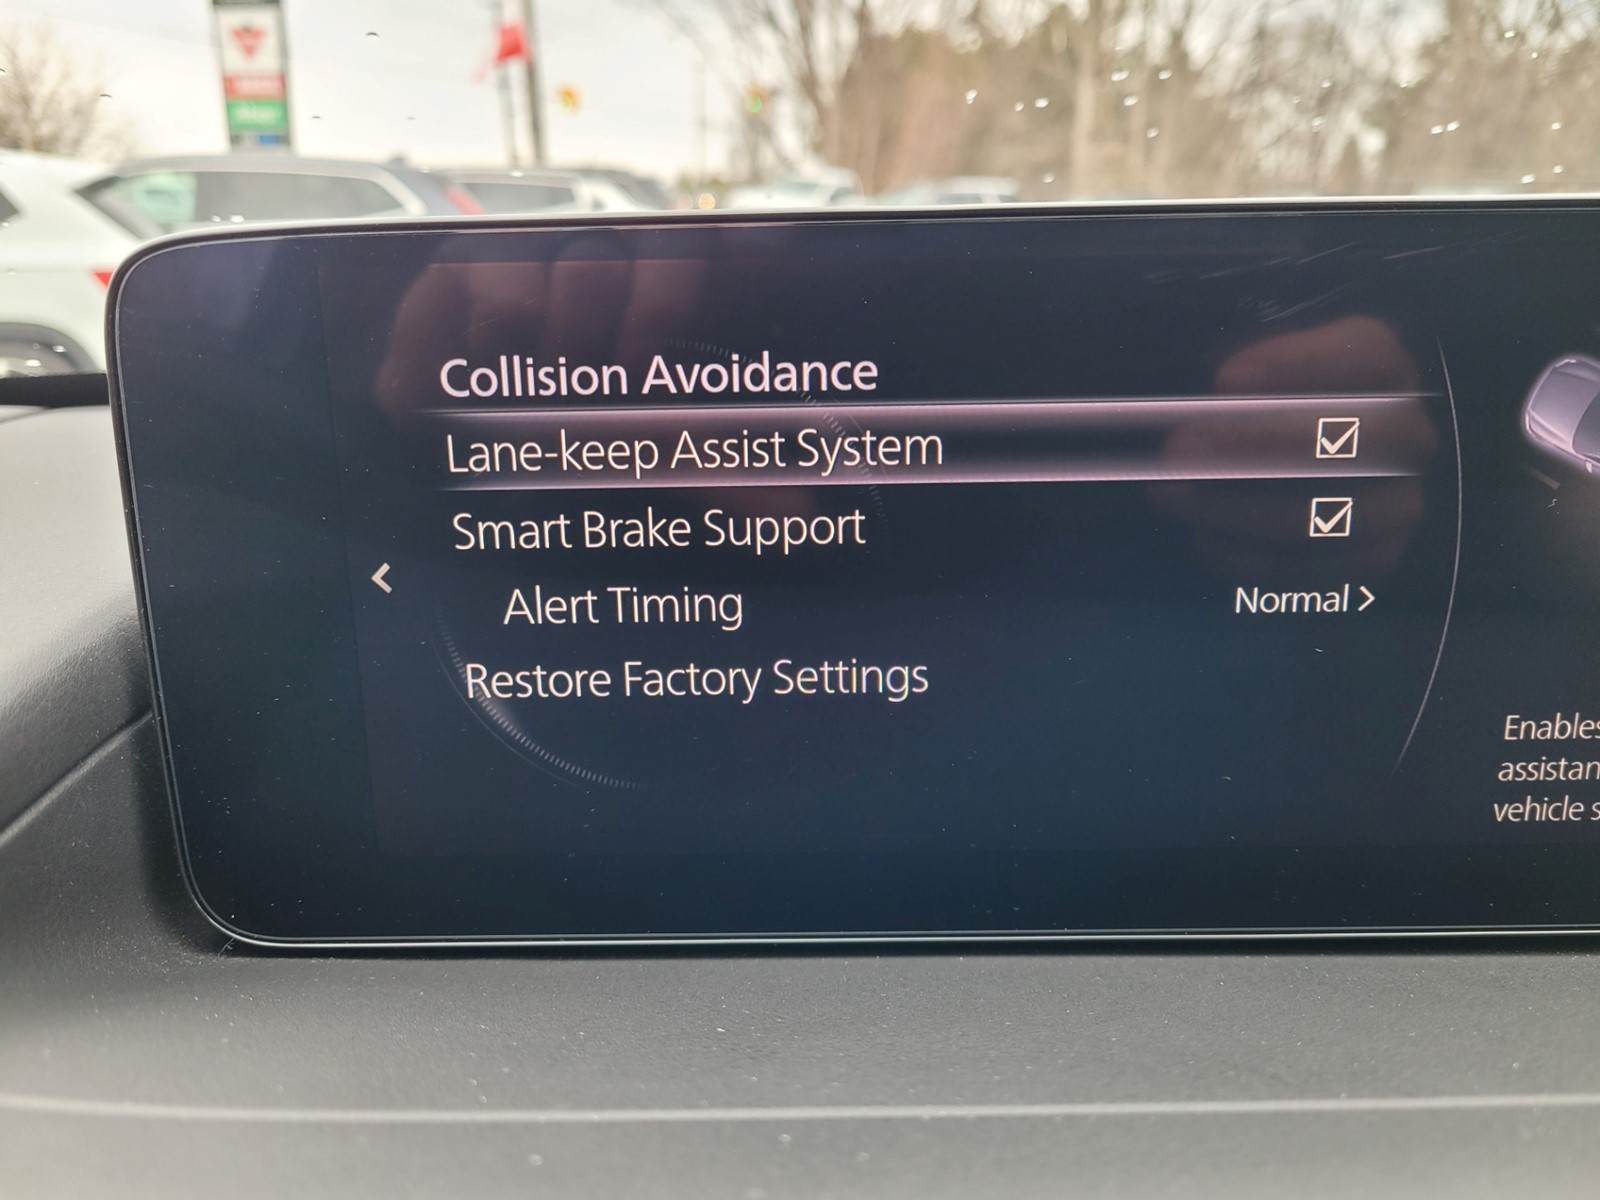 Collision Avoidance
Lane-keep Assist System
Smart Brake Support
Alert Timing
Normal
Restore Factory Settings
Enables
assistan
vehicle s